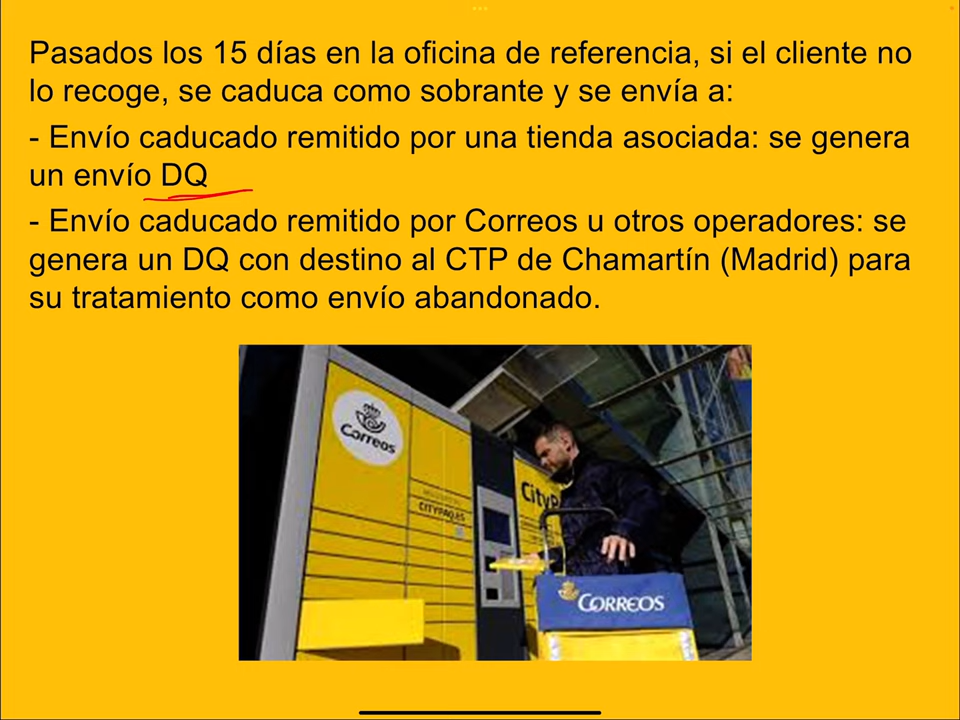 Pasados los 15 días en la oficina de referencia, si el cliente no
lo recoge, se caduca como sobrante y se envía a:
- Envío caducado remitido por una tienda asociada: se genera
un envío DQ
- Envío caducado remitido por Correos u otros operadores: se
genera un DQ con destino al CTP de Chamartín (Madrid) para
su tratamiento como envío abandonado.
Correos
CityP
CITYPAQ.ES
CORREOS